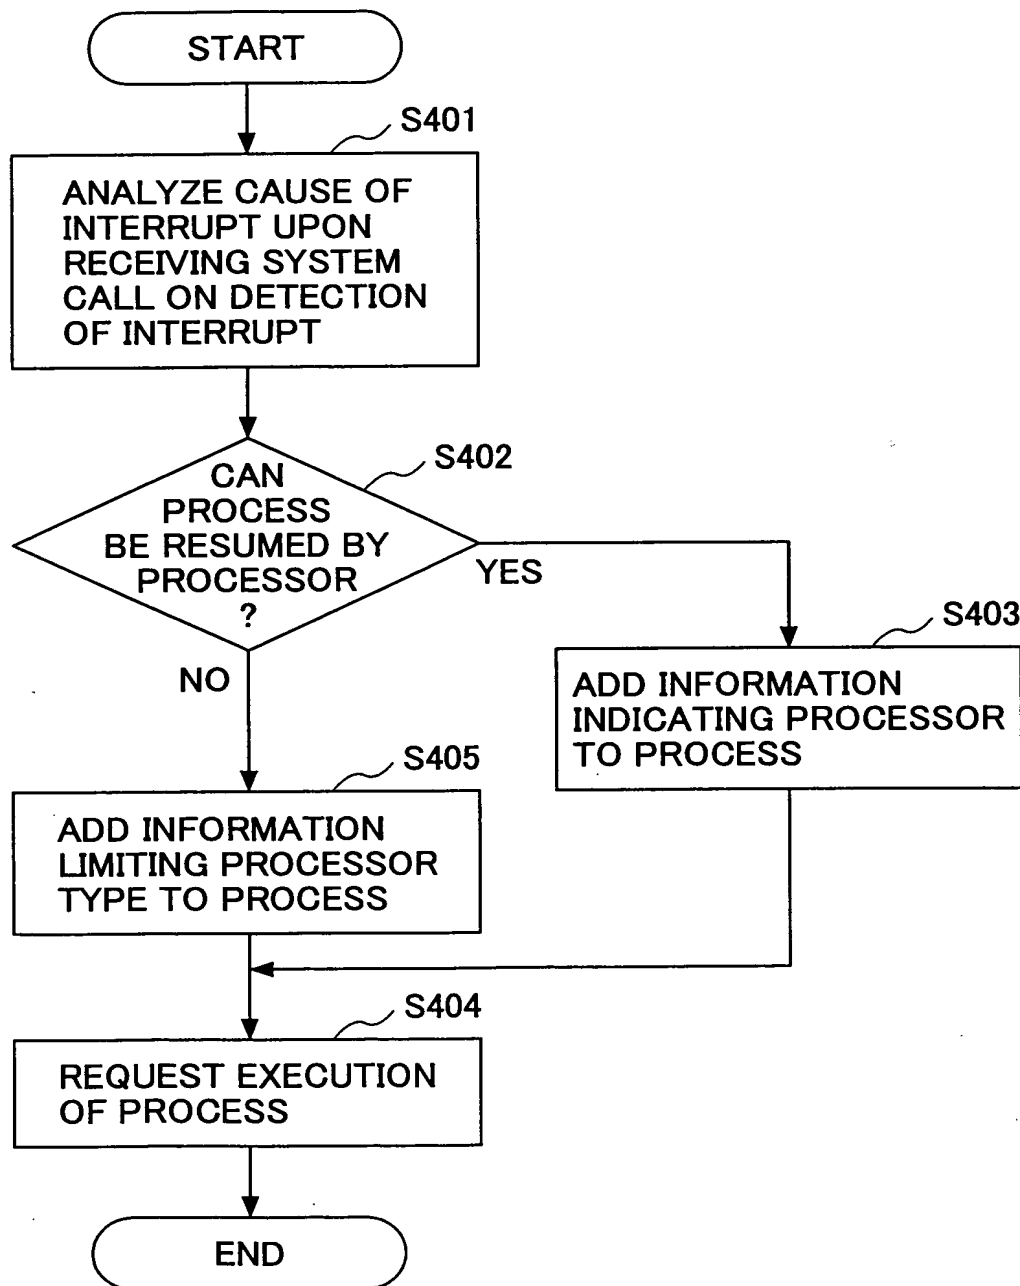 START
S401
ANALYZE CAUSE OF
INTERRUPT UPON
RECEIVING SYSTEM
CALL ON DETECTION
OF INTERRUPT
S402
CAN
PROCESS
BE RESUMED BY
PROCESSOR
?
YES
NO
S403
ADD INFORMATION
INDICATING PROCESSOR
TO PROCESS
S405
ADD INFORMATION
LIMITING PROCESSOR
TYPE TO PROCESS
S404
REQUEST EXECUTION
OF PROCESS
END